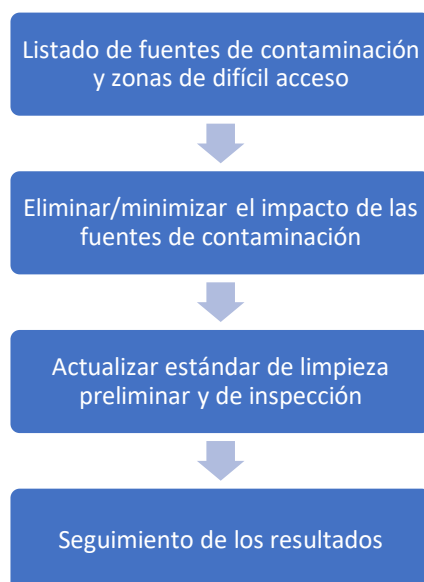 Listado de fuentes de contaminación
y zonas de difícil acceso
Eliminar/minimizar el impacto de las
fuentes de contaminación
Actualizar estándar de limpieza
preliminar y de inspección
Seguimiento de los resultados